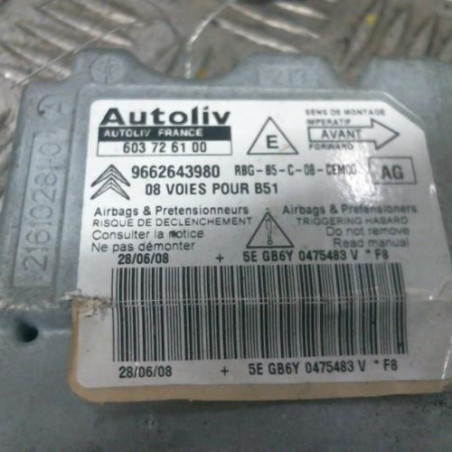 Autoliv
AUTOLIV FRANCE
603 72 61 00
E
SENS DE MONTAGE
IMPERATIF
AVANT
FORWARD
9662643980 RBG-B5-C-08-CEM00 AG
08 VOIES POUR B51
Airbags & Pretensionneurs
RISQUE DE DECLENCHEMENT
Consulter la notice
Ne pas démonter
Airbags & Pretensioners
TRIGGERING HASARD
Do not remove
Read manual
28/06/08 + 5E GB6Y 0475483 V * F8
28/06/08 + 5E GB6Y 0475483 V * F8